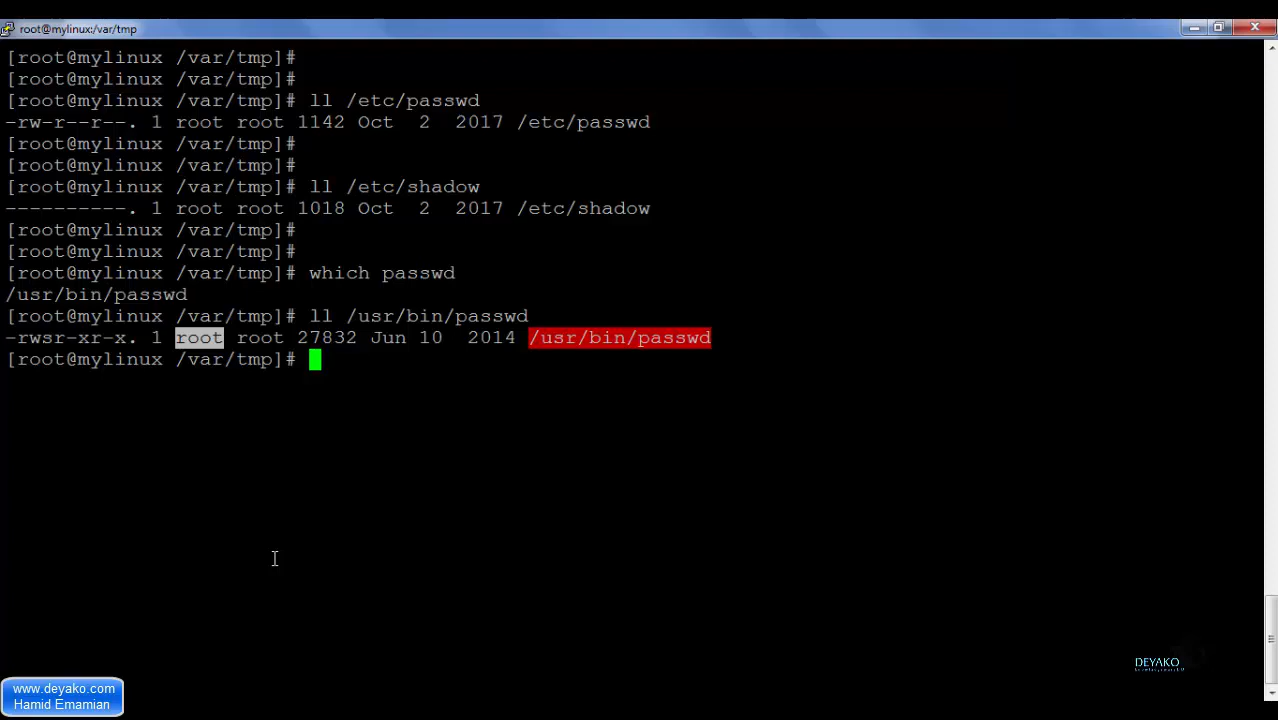 root@mylinux:/var/tmp
[root@mylinux /var/tmp]#
[root@mylinux /var/tmp]#
[root@mylinux /var/tmp]# ll /etc/passwd
-rw-r--r--. 1 root root 1142 Oct  2  2017 /etc/passwd
[root@mylinux /var/tmp]#
[root@mylinux /var/tmp]#
[root@mylinux /var/tmp]# ll /etc/shadow
----------. 1 root root 1018 Oct  2  2017 /etc/shadow
[root@mylinux /var/tmp]#
[root@mylinux /var/tmp]#
[root@mylinux /var/tmp]# which passwd
/usr/bin/passwd
[root@mylinux /var/tmp]# ll /usr/bin/passwd
-rwsr-xr-x. 1 root root 27832 Jun 10  2014 /usr/bin/passwd
[root@mylinux /var/tmp]#
DEYAKO
www.deyako.com
Hamid Emamian